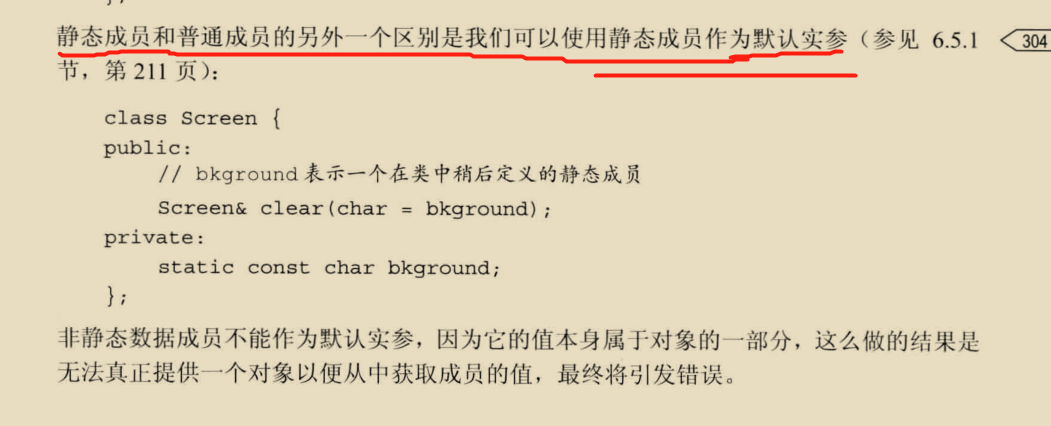 静态成员和普通成员的另外一个区别是我们可以使用静态成员作为默认实参（参见 6.5.1 304
节，第 211 页）：
class Screen {
public:
// bkground 表示一个在类中稍后定义的静态成员
Screen& clear(char = bkground);
private:
static const char bkground;
};
非静态数据成员不能作为默认实参，因为它的值本身属于对象的一部分，这么做的结果是
无法真正提供一个对象以便从中获取成员的值，最终将引发错误。